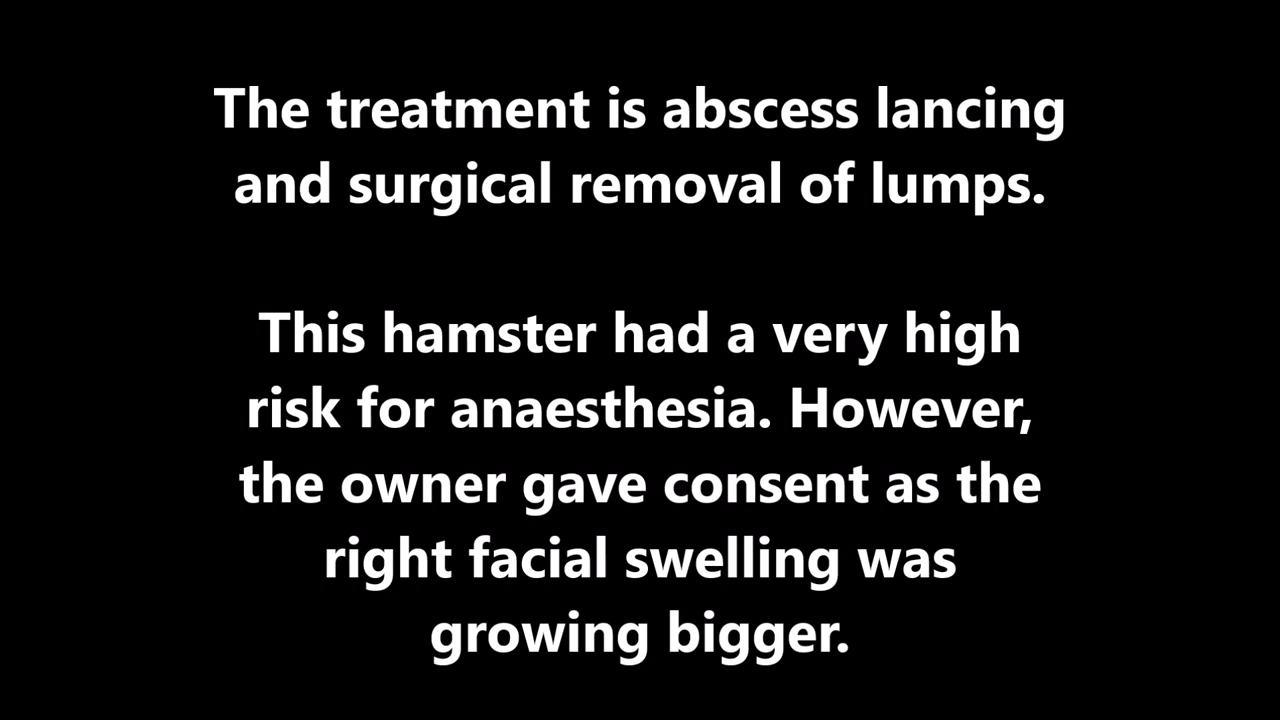 The treatment is abscess lancing
and surgical removal of lumps.
This hamster had a very high
risk for anaesthesia. However,
the owner gave consent as the
right facial swelling was
growing bigger.